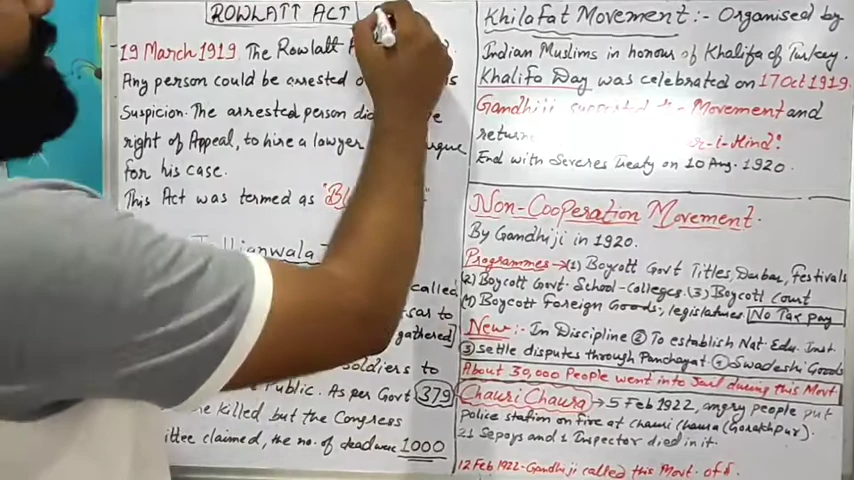 ROWLATT ACT
19 March 1919 The Rowlatt
Any person could be arrested
Suspicion. The arrested person
right of Appeal, to hire a lawyer,
for his case.
This Act was termed as
Jallianwala
called
gathered
Soldiers to
Public. As per Govt 379
killed, but the Congress
claimed, the no. of dead were 1000
Khilafat Movement :- Organised by
Indian Muslims in honour of Khalifa of Turkey.
Khalifa Day was celebrated on 17 Oct 1919
Gandhiji Movement and
-i-Hind".
End with Severes Treaty on 10 Aug. 1920.
Non-Cooperation Movement.
By Gandhiji in 1920.
Programmes → (1) Boycott Govt Titles, Darbar, Festivals
(2) Boycott Govt. Schools & Colleges. (3) Boycott Court
Boycott Foreign Goods, legislatures No Tax pay
New :- In Discipline ② To establish Nat. Edu. Inst.
③ Settle disputes through Panchayat ④ Swadeshi Goods
About 30,000 People went into Jail during this Movt.
Chauri Chaura → 5 Feb 1922, angry people put
police station on fire at Chauri Chaura (Gorakhpur).
21 Sepoys and 1 Inspector died in it.
12 Feb 1922 - Gandhiji called this Movt. off.